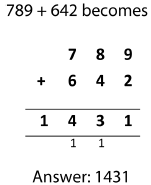 789 + 642 becomes
7 8 9
+ 6 4 2
1 4 3 1
1 1
Answer: 1431